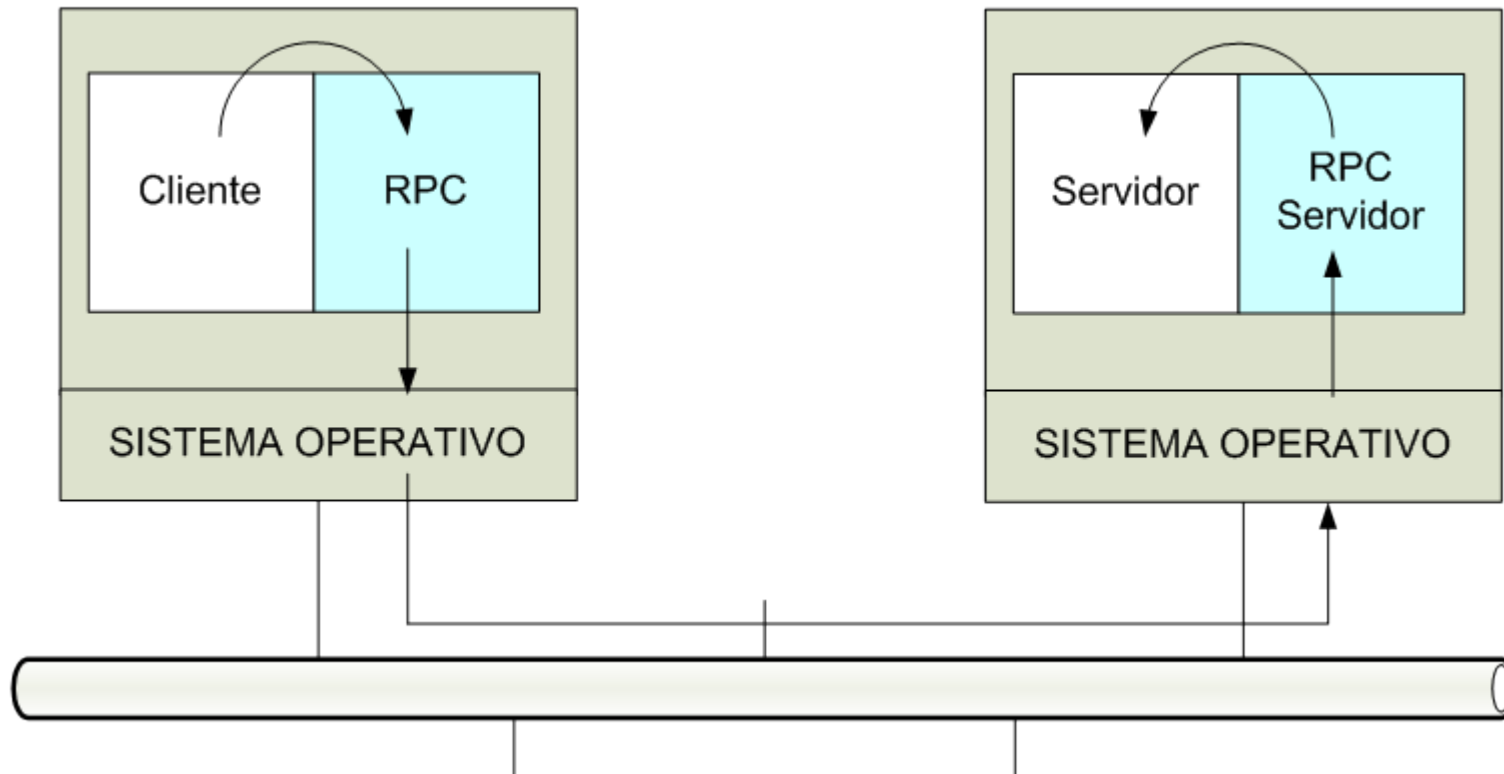 Cliente
RPC
SISTEMA OPERATIVO
Servidor
RPC
Servidor
SISTEMA OPERATIVO